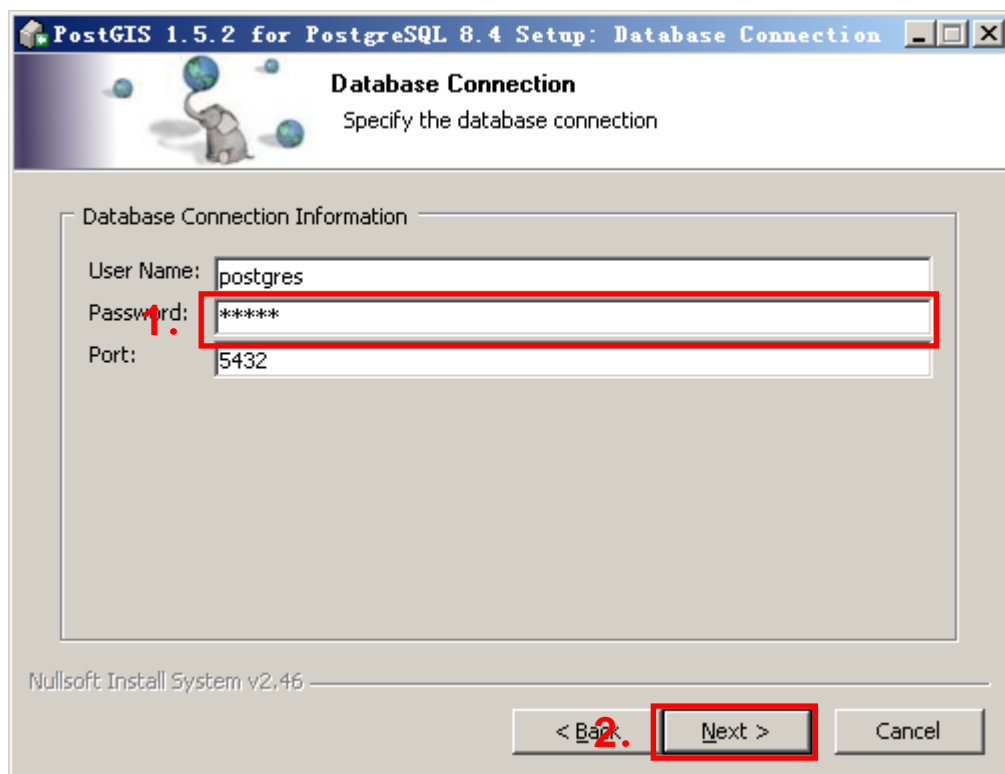 PostGIS 1.5.2 for PostgreSQL 8.4 Setup: Database Connection
Database Connection
Specify the database connection
Database Connection Information
User Name: postgres
Password: *****
1.
Port: 5432
Nullsoft Install System v2.46
< Back 2. Next > Cancel